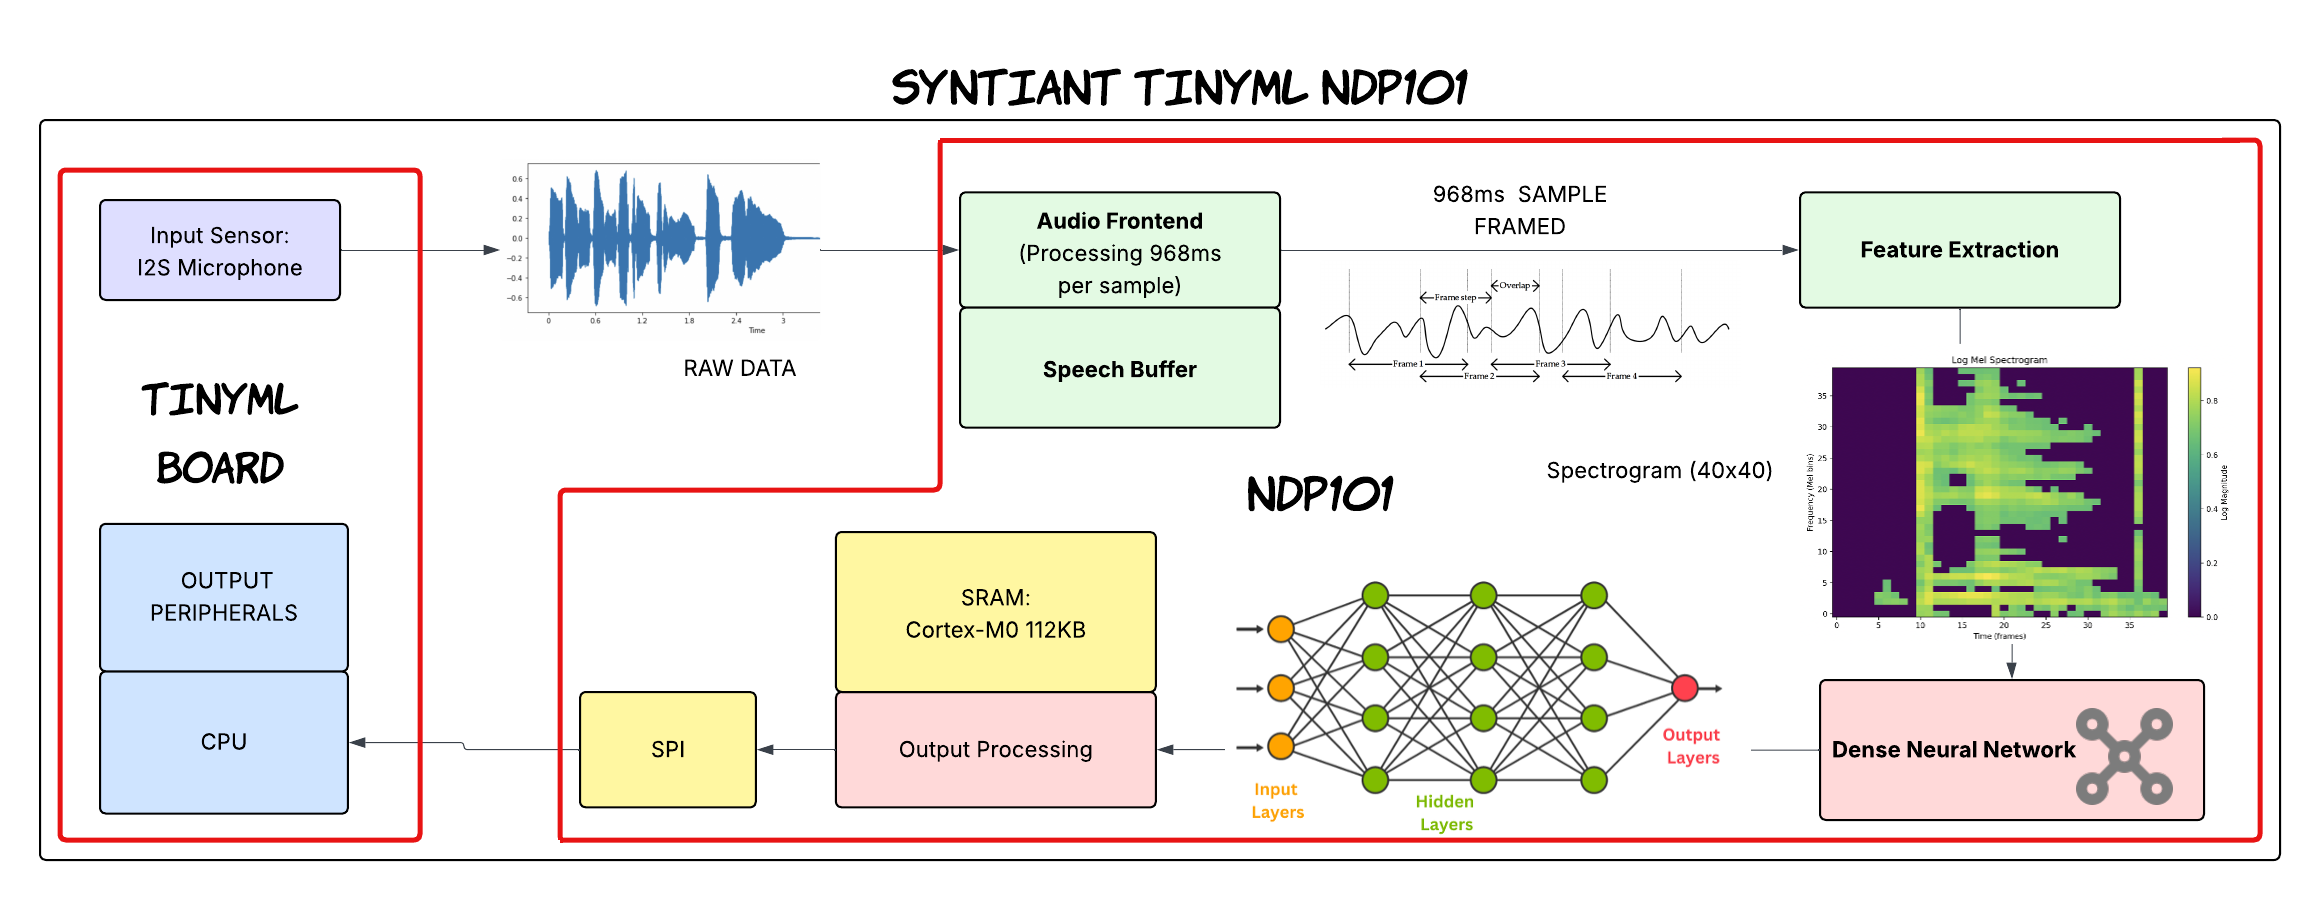 SYNTIANT TINYML NDP101
Input Sensor:
I2S Microphone
TINYML
BOARD
OUTPUT
PERIPHERALS
CPU
0.6
0.4
0.2
0.0
−0.2
−0.4
−0.6
0
0.6
1.2
1.8
2.4
3
Time
RAW DATA
Audio Frontend
(Processing 968ms
per sample)
Speech Buffer
968ms SAMPLE
FRAMED
Overlap
Frame step
Frame 1
Frame 3
Frame 2
Frame 4
Feature Extraction
NDP101
Spectrogram (40x40)
Log Mel Spectrogram
Frequency (Mel bins)
35
30
25
20
15
10
5
0
0
5
10
15
20
25
30
35
Time (frames)
0.8
0.6
0.4
0.2
0.0
Log Magnitude
SRAM:
Cortex-M0 112KB
SPI
Output Processing
Input
Layers
Hidden
Layers
Output
Layers
Dense Neural Network